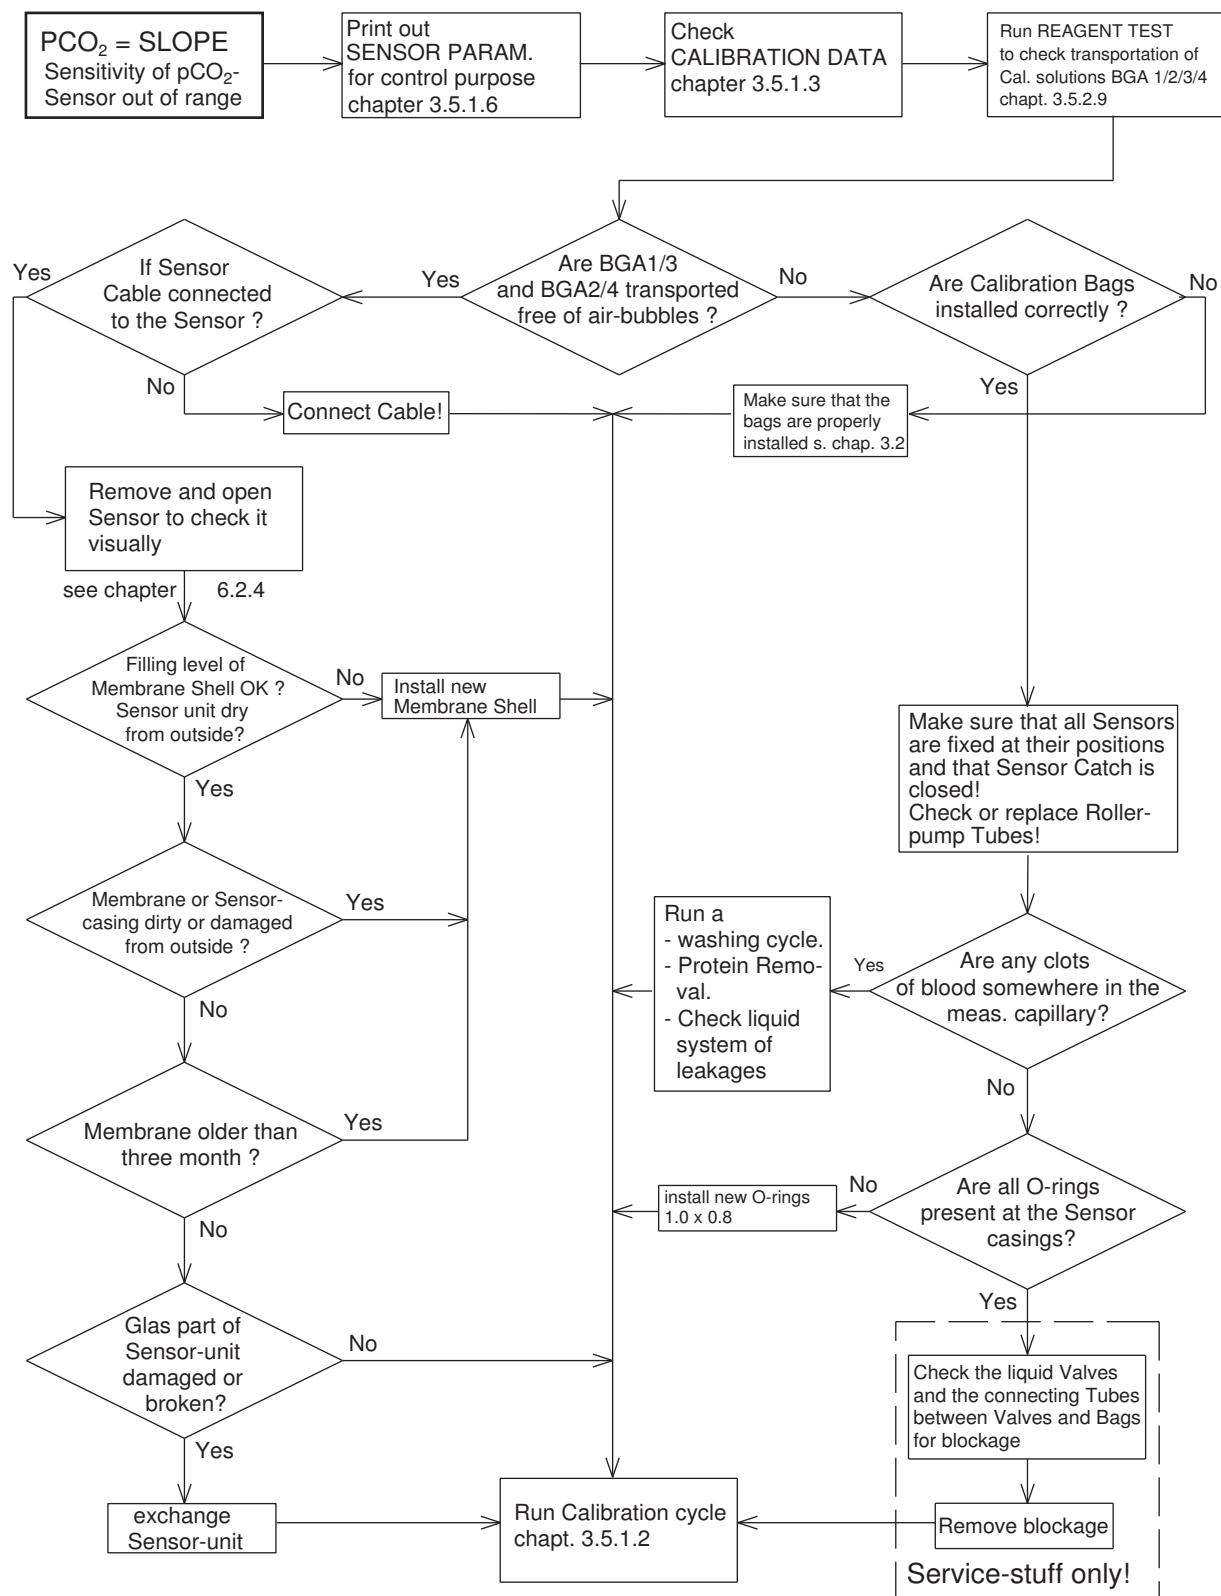 PCO₂ = SLOPE
Sensitivity of pCO₂-
Sensor out of range
Print out
SENSOR PARAM.
for control purpose
chapter 3.5.1.6
Check
CALIBRATION DATA
chapter 3.5.1.3
Run REAGENT TEST
to check transportation of
Cal. solutions BGA 1/2/3/4
chapt. 3.5.2.9
Yes
If Sensor
Cable connected
to the Sensor ?
Yes
Are BGA1/3
and BGA2/4 transported
free of air-bubbles ?
No
Are Calibration Bags
installed correctly ?
No
No
Connect Cable!
Make sure that the
bags are properly
installed s. chap. 3.2
Yes
Remove and open
Sensor to check it
visually
see chapter 6.2.4
Filling level of
Membrane Shell OK ?
Sensor unit dry
from outside?
No
Install new
Membrane Shell
Yes
Make sure that all Sensors
are fixed at their positions
and that Sensor Catch is
closed!
Check or replace Roller-
pump Tubes!
Membrane or Sensor-
casing dirty or damaged
from outside ?
Yes
Run a
- washing cycle.
- Protein Remo-
val.
- Check liquid
system of
leakages
Yes
Are any clots
of blood somewhere in the
meas. capillary?
No
No
Membrane older than
three month ?
Yes
install new O-rings
1.0 x 0.8
No
Are all O-rings
present at the Sensor
casings?
No
Yes
Glas part of
Sensor-unit
damaged or
broken?
No
Check the liquid Valves
and the connecting Tubes
between Valves and Bags
for blockage
Yes
exchange
Sensor-unit
Run Calibration cycle
chapt. 3.5.1.2
Remove blockage
Service-stuff only!